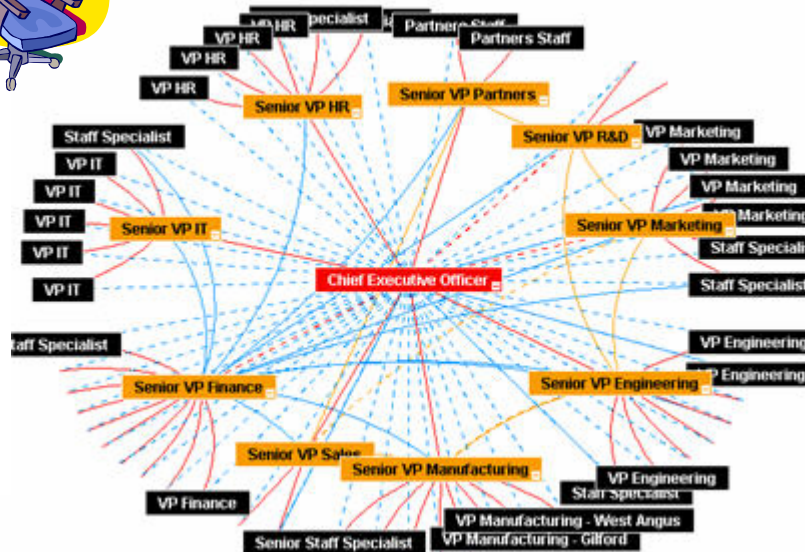 VP HR
pecialist
Partners Staff
VP HR
Partners Staff
VP HR
VP HR
Senior VP HR
Senior VP Partners
Senior VP R&D
VP Marketing
Staff Specialist
VP IT
VP Marketing
VP IT
VP Marketing
VP IT
Senior VP IT
Senior VP Marketing
VP Marketing
VP IT
Staff Speciali
VP IT
Chief Executive Officer
Staff Specialist
taff Specialist
VP Engineering
VP Engineering
Senior VP Finance
Senior VP Engineering
Senior VP Sales
Senior VP Manufacturing
VP Engineering
Staff Specialist
VP Finance
VP Manufacturing - West Angus
Senior Staff Specialist
VP Manufacturing - Gilford